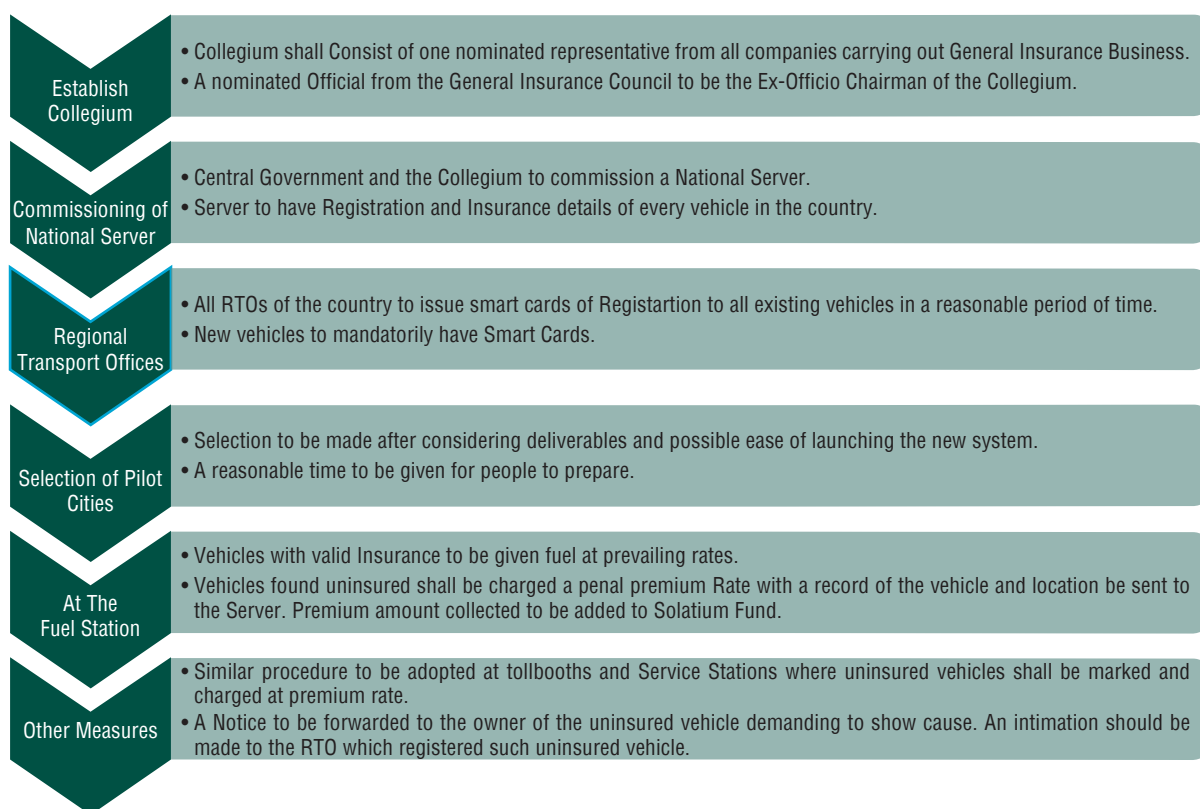 Establish
Collegium
• Collegium shall Consist of one nominated representative from all companies carrying out General Insurance Business.
• A nominated Official from the General Insurance Council to be the Ex-Officio Chairman of the Collegium.
Commissioning of
National Server
• Central Government and the Collegium to commission a National Server.
• Server to have Registration and Insurance details of every vehicle in the country.
Regional
Transport Offices
• All RTOs of the country to issue smart cards of Registartion to all existing vehicles in a reasonable period of time.
• New vehicles to mandatorily have Smart Cards.
Selection of Pilot
Cities
• Selection to be made after considering deliverables and possible ease of launching the new system.
• A reasonable time to be given for people to prepare.
At The
Fuel Station
• Vehicles with valid Insurance to be given fuel at prevailing rates.
• Vehicles found uninsured shall be charged a penal premium Rate with a record of the vehicle and location be sent to
the Server. Premium amount collected to be added to Solatium Fund.
Other Measures
• Similar procedure to be adopted at tollbooths and Service Stations where uninsured vehicles shall be marked and
charged at premium rate.
• A Notice to be forwarded to the owner of the uninsured vehicle demanding to show cause. An intimation should be
made to the RTO which registered such uninsured vehicle.